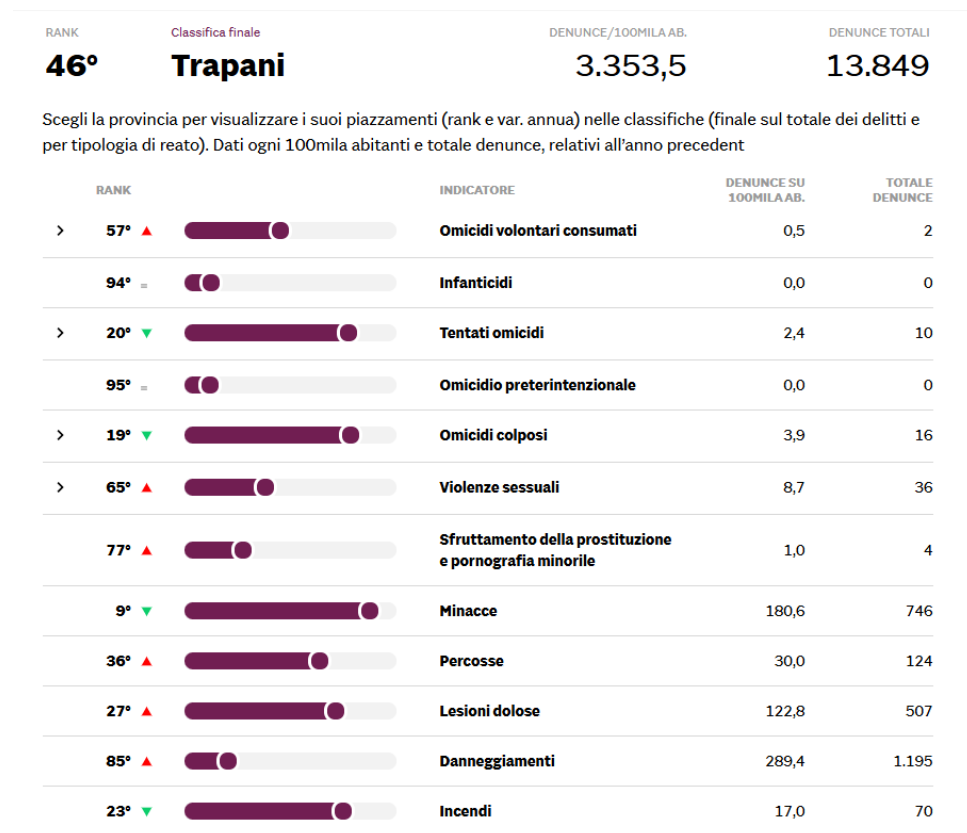 RANK Classifica finale DENUNCE/100MILA AB. DENUNCE TOTALI
46° Trapani 3.353,5 13.849
Scegli la provincia per visualizzare i suoi piazzamenti (rank e var. annua) nelle classifiche (finale sul totale dei delitti e
per tipologia di reato). Dati ogni 100mila abitanti e totale denunce, relativi all'anno precedent
RANK INDICATORE DENUNCE SU 100MILA AB. TOTALE DENUNCE
57° Omicidi volontari consumati 0,5 2
94° = Infanticidi 0,0 0
20° Tentati omicidi 2,4 10
95° = Omicidio preterintenzionale 0,0 0
19° Omicidi colposi 3,9 16
65° Violenze sessuali 8,7 36
77° Sfruttamento della prostituzione
e pornografia minorile 1,0 4
9° Minacce 180,6 746
36° Percosse 30,0 124
27° Lesioni dolose 122,8 507
85° Danneggiamenti 289,4 1.195
23° Incendi 17,0 70